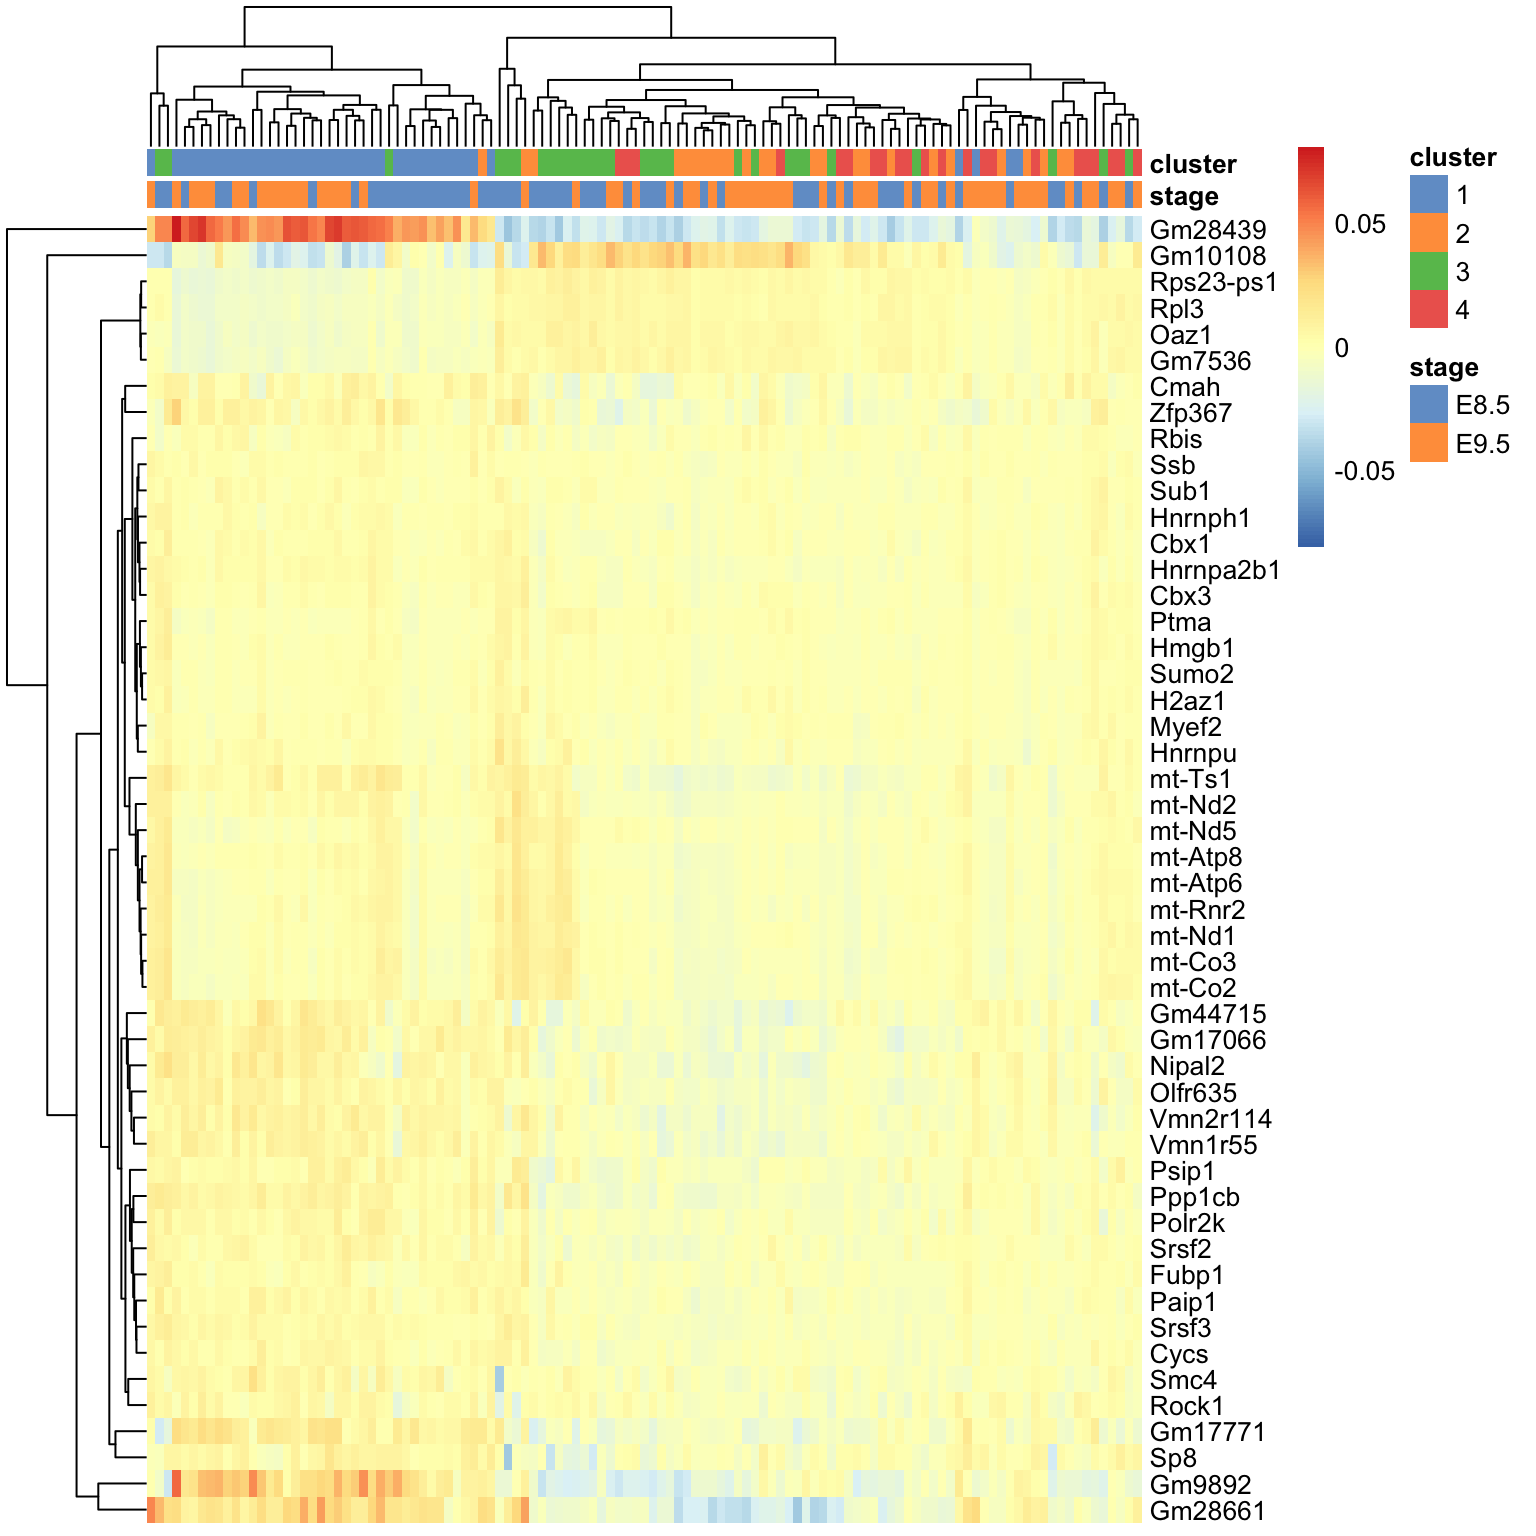 cluster
stage
Gm28439
Gm10108
Rps23-ps1
Rpl3
Oaz1
Gm7536
Cmah
Zfp367
Rbis
Ssb
Sub1
Hnrnph1
Cbx1
Hnrnpa2b1
Cbx3
Ptma
Hmgb1
Sumo2
H2az1
Myef2
Hnrnpu
mt-Ts1
mt-Nd2
mt-Nd5
mt-Atp8
mt-Atp6
mt-Rnr2
mt-Nd1
mt-Co3
mt-Co2
Gm44715
Gm17066
Nipal2
Olfr635
Vmn2r114
Vmn1r55
Psip1
Ppp1cb
Polr2k
Srsf2
Fubp1
Paip1
Srsf3
Cycs
Smc4
Rock1
Gm17771
Sp8
Gm9892
Gm28661
0.05
0
-0.05
cluster
1
2
3
4
stage
E8.5
E9.5